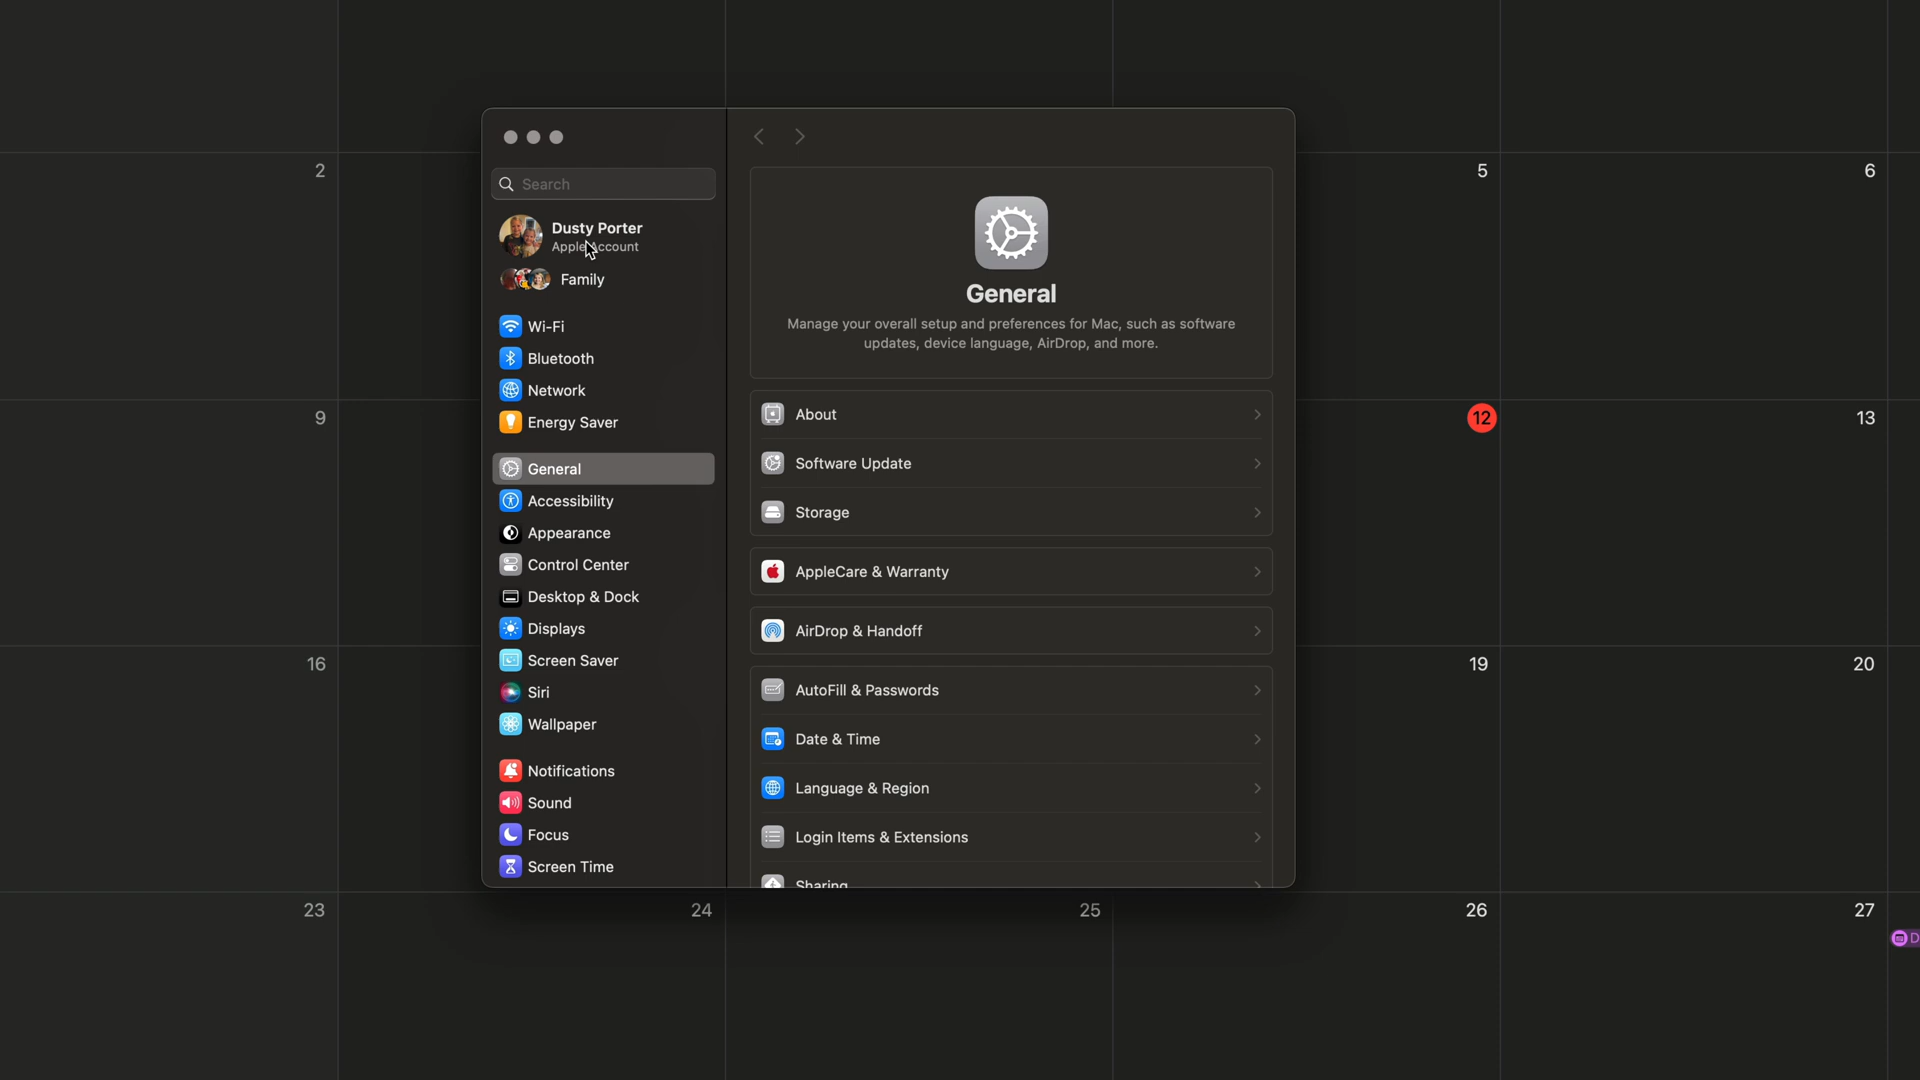 Search
Dusty Porter
Apple Account
Family
Wi-Fi
Bluetooth
Network
Energy Saver
General
Accessibility
Appearance
Control Center
Desktop & Dock
Displays
Screen Saver
Siri
Wallpaper
Notifications
Sound
Focus
Screen Time
General
Manage your overall setup and preferences for Mac, such as software
updates, device language, AirDrop, and more.
About
Software Update
Storage
AppleCare & Warranty
AirDrop & Handoff
AutoFill & Passwords
Date & Time
Language & Region
Login Items & Extensions
Sharing
2
5
6
9
12
13
16
19
20
23
24
25
26
27
D